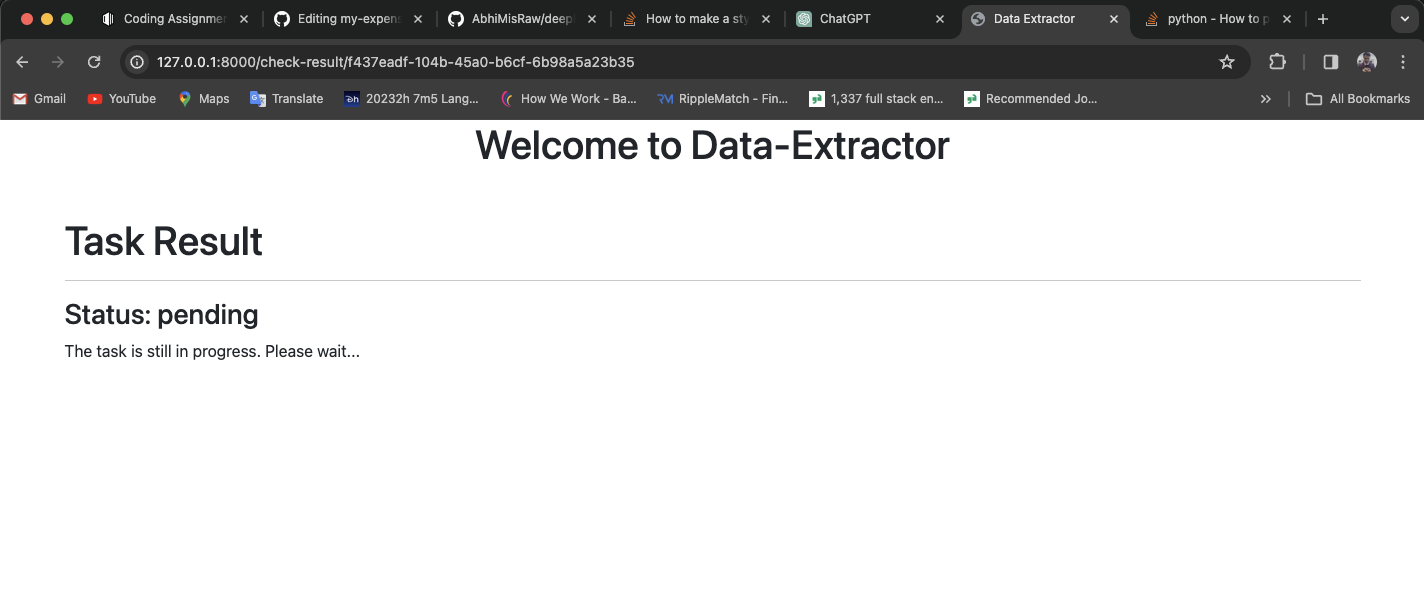 Coding Assignmer
Editing my-expens
AbhiMisRaw/deep
How to make a sty
ChatGPT
Data Extractor
python - How to p
127.0.0.1:8000/check-result/f437eadf-104b-45a0-b6cf-6b98a5a23b35
Gmail
YouTube
Maps
Translate
20232h 7m5 Lang...
How We Work - Ba...
RippleMatch - Fin...
1,337 full stack en...
Recommended Jo...
All Bookmarks
Welcome to Data-Extractor
Task Result
Status: pending
The task is still in progress. Please wait...